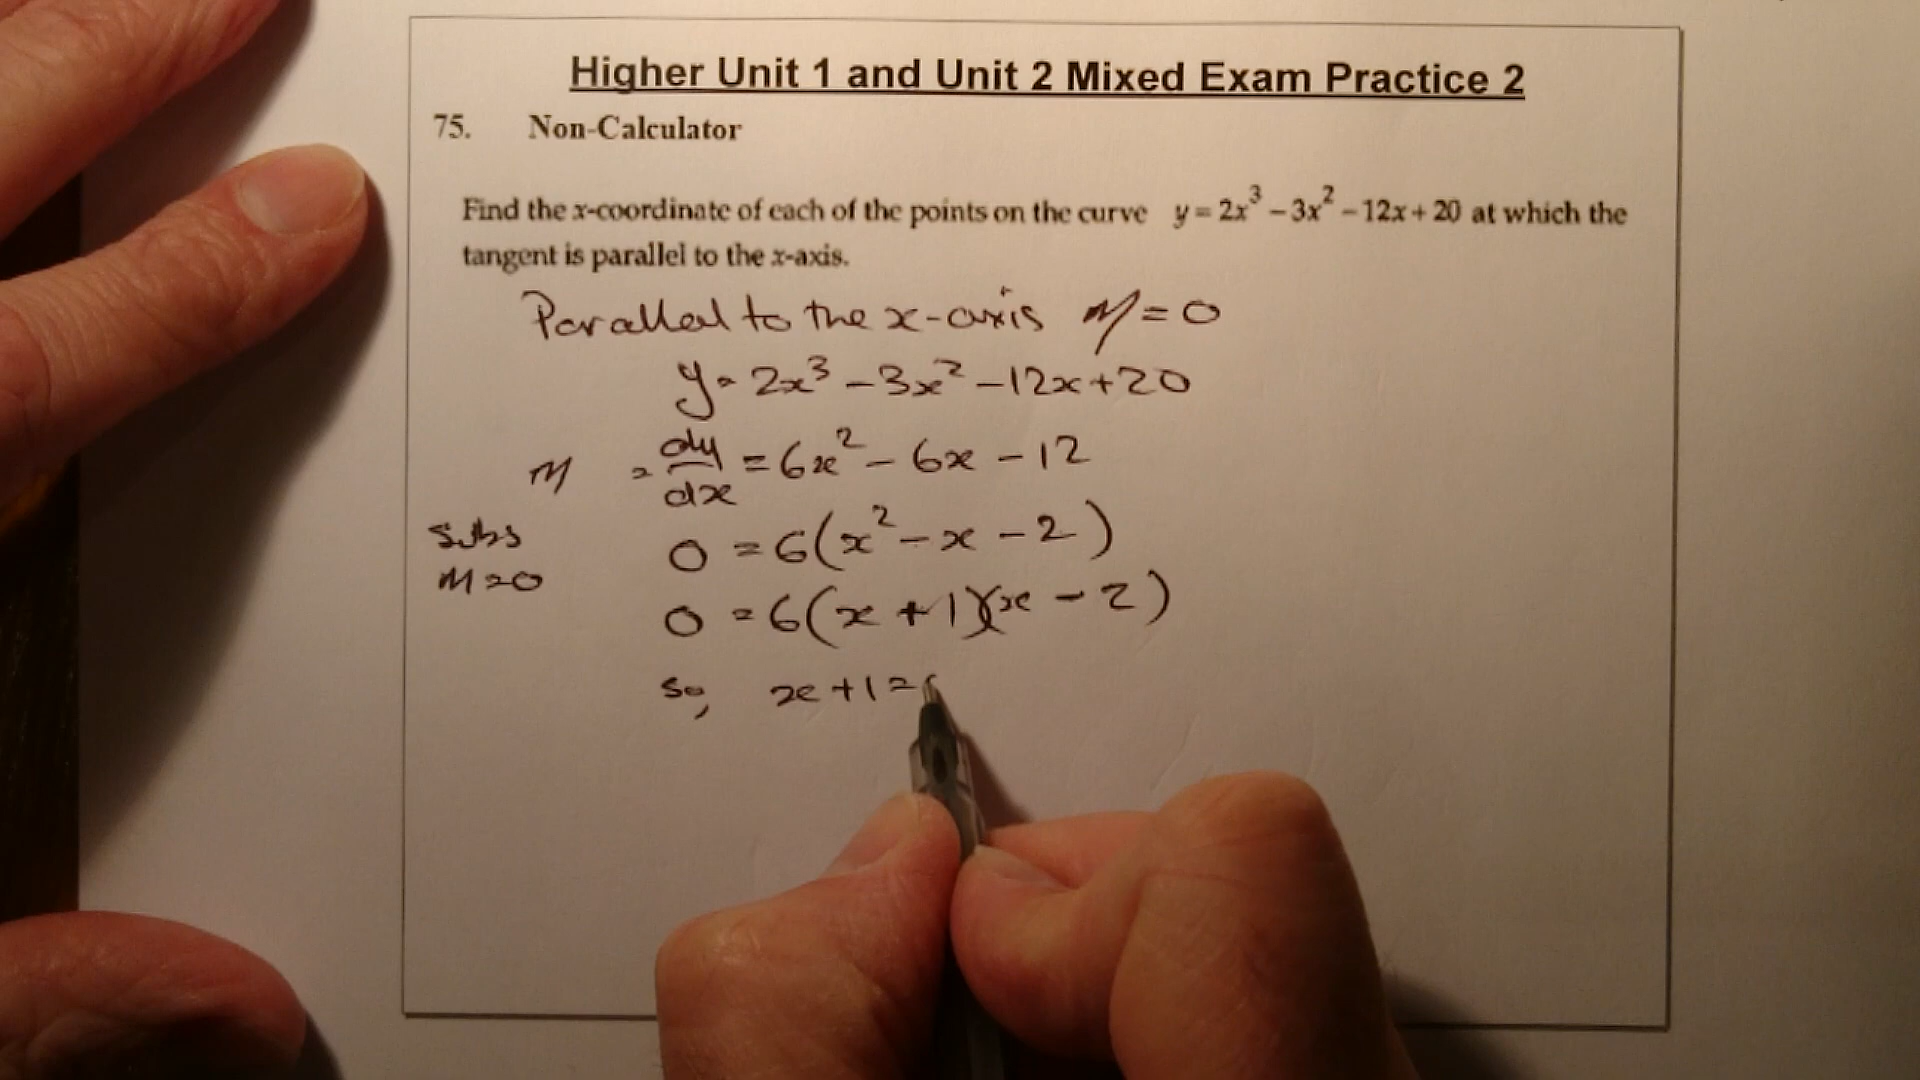 Higher Unit 1 and Unit 2 Mixed Exam Practice 2
75. Non-Calculator
Find the x-coordinate of each of the points on the curve y = 2x³ – 3x² – 12x + 20 at which the
tangent is parallel to the x-axis.
Parallel to the x-axis M = 0
y = 2x³ – 3x² – 12x + 20
M = dy/dx = 6x² – 6x – 12
Subs 0 = 6(x² – x – 2)
M = 0
0 = 6(x + 1)(x – 2)
so, x + 1 =